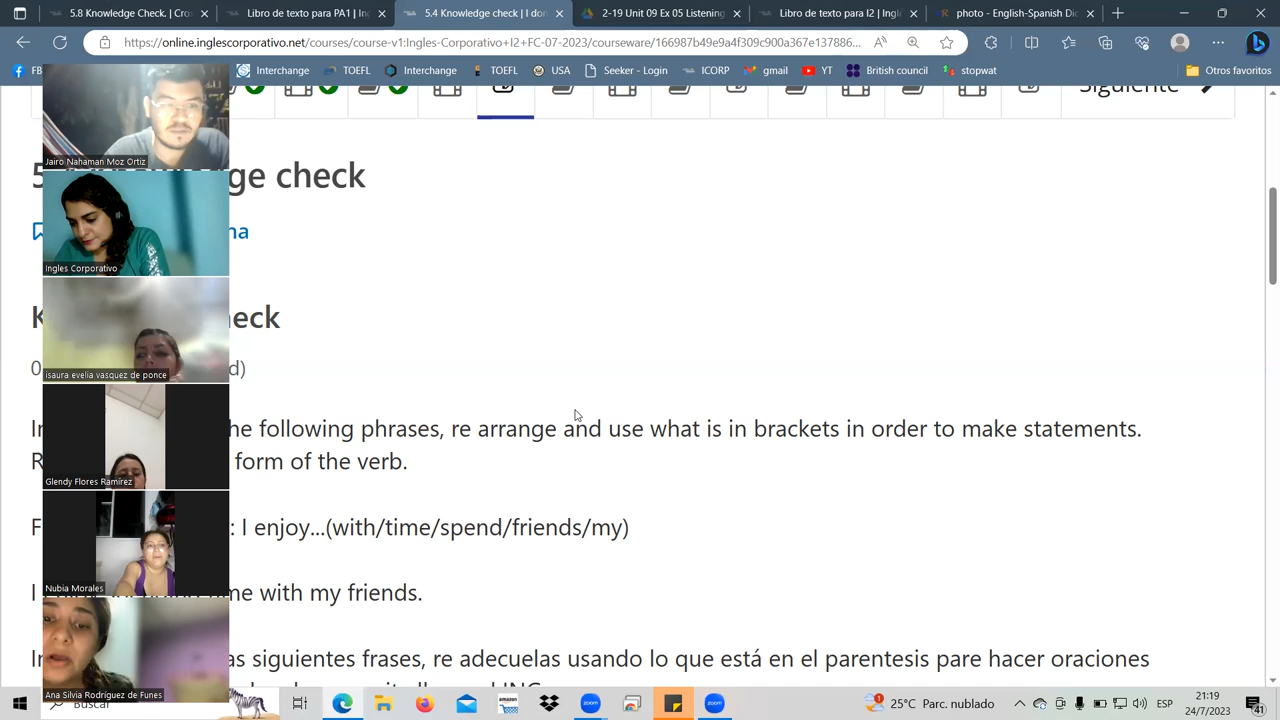 5.8 Knowledge Check. | Cros
Libro de texto PA1 | Ing
5.4 Knowledge check | I don
2-19 Unit 09 Ex 05 Listening
Libro de texto para I2 | Ingl
photo - English-Spanish Dic
https://online.inglescorporativo.net/courses/course-v1:Ingles-Corporativo+I2+FC-07-2023/courseware/166987b49e9a4f309c900a367e137886...
FB
Interchange
TOEFL
Interchange
TOEFL
USA
Seeker - Login
ICORP
gmail
YT
British council
stopwat
Otros favoritos
Siguiente
Jairo Nahaman Moz Ortiz
ge check
na
Ingles Corporativo
eck
d)
isaura evelia vasquez de ponce
he following phrases, re arrange and use what is in brackets in order to make statements.
form of the verb.
Glendy Flores Ramírez
: I enjoy...(with/time/spend/friends/my)
Nubia Morales
me with my friends.
as siguientes frases, re adecuelas usando lo que está en el parentesis pare hacer oraciones
Ana Silvia Rodríguez de Funes
Buscar
25°C Parc. nublado
ESP
21:19
24/7/2023
41